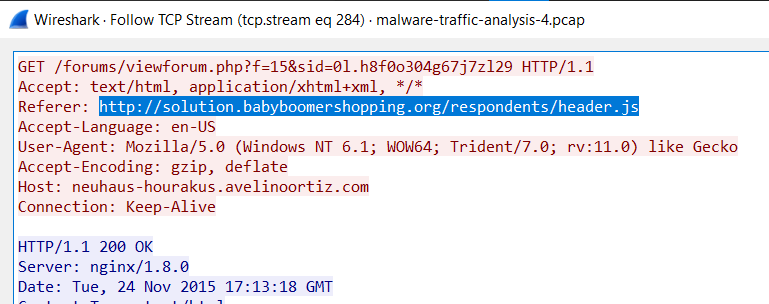 Wireshark · Follow TCP Stream (tcp.stream eq 284) · malware-traffic-analysis-4.pcap
GET /forums/viewforum.php?f=15&sid=0l.h8f0o304g67j7zl29 HTTP/1.1
Accept: text/html, application/xhtml+xml, */*
Referer: http://solution.babyboomershopping.org/respondents/header.js
Accept-Language: en-US
User-Agent: Mozilla/5.0 (Windows NT 6.1; WOW64; Trident/7.0; rv:11.0) like Gecko
Accept-Encoding: gzip, deflate
Host: neuhaus-hourakus.avelinoortiz.com
Connection: Keep-Alive
HTTP/1.1 200 OK
Server: nginx/1.8.0
Date: Tue, 24 Nov 2015 17:13:18 GMT